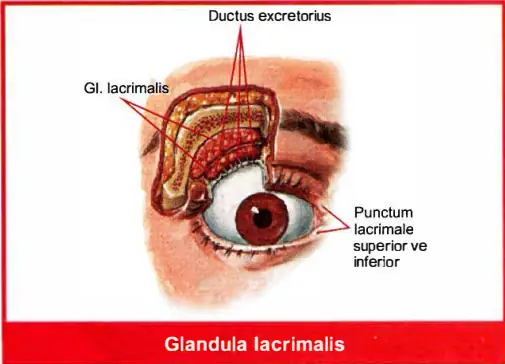 Ductus excretorius
Gl. lacrimalis
Punctum
lacrimale
superior ve
inferior
Glandula lacrimalis